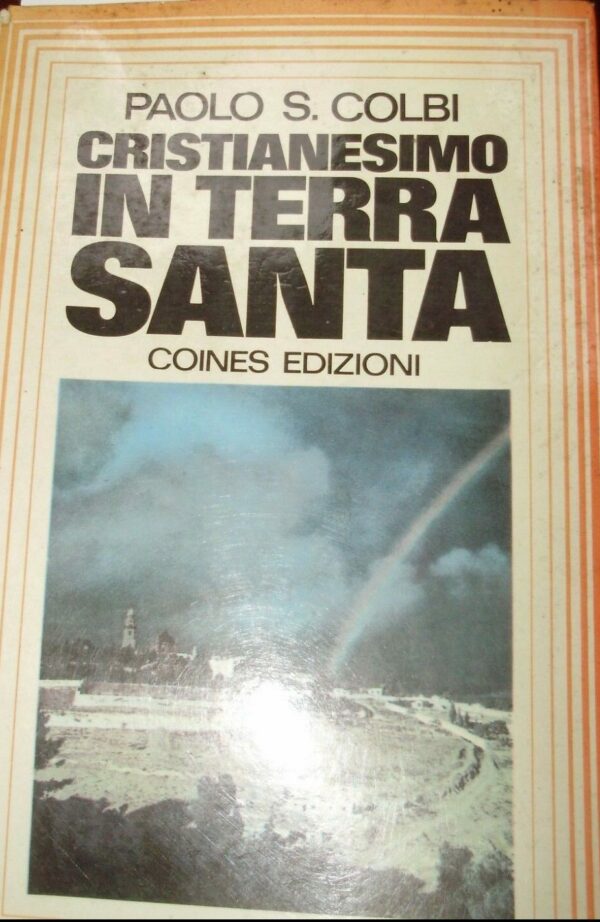 PAOLO S. COLBI
CRISTIANESIMO
IN TERRA
SANTA
COINES EDIZIONI